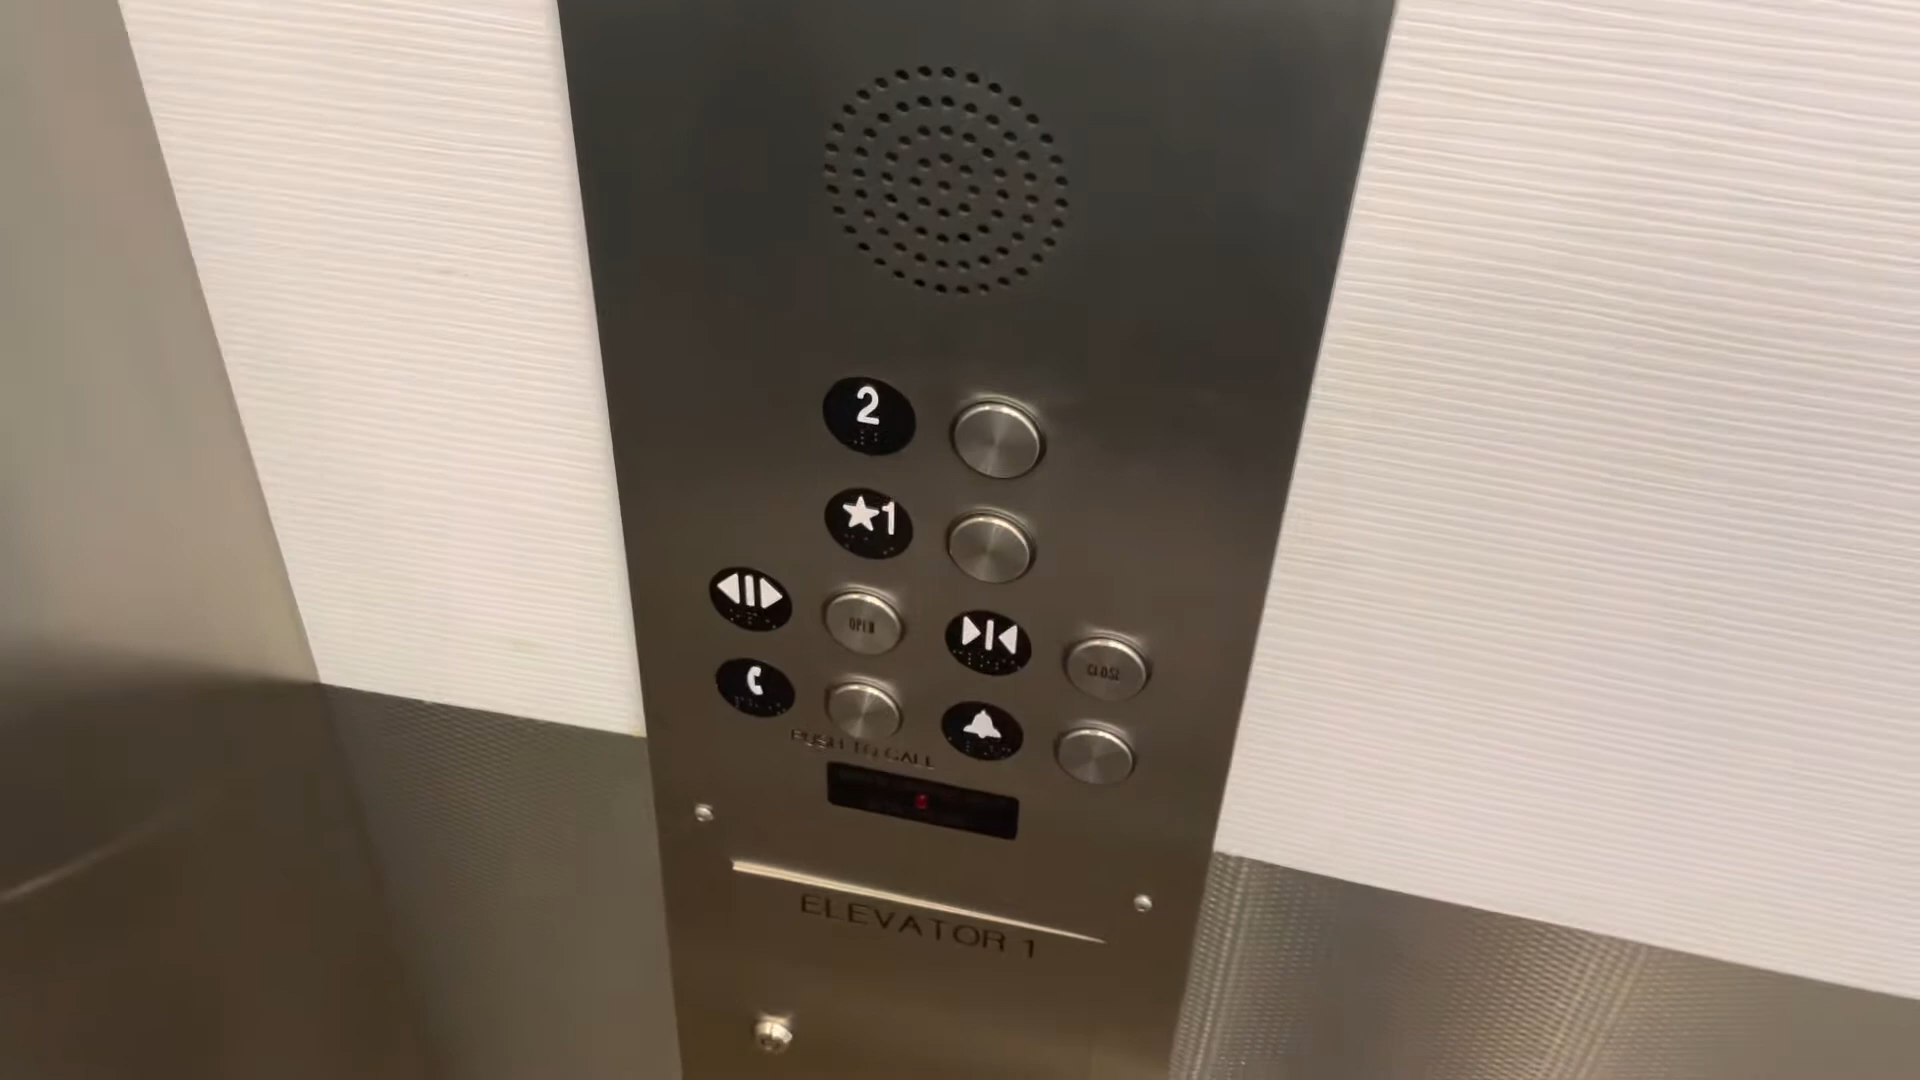 2
★1
OPEN
CLOSE
PUSH TO CALL
ELEVATOR 1